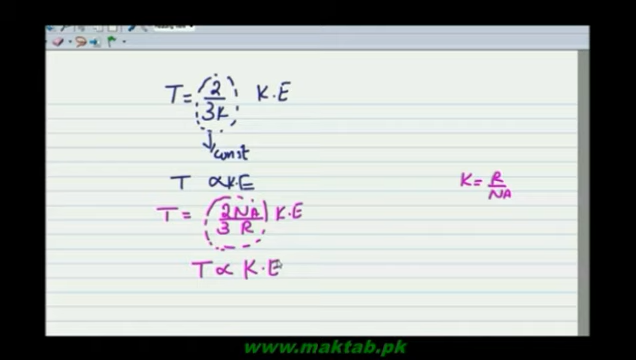 T = 2/3K K.E
const
T ∝ K.E
K = R/NA
T = 2NA/3R K.E
T ∝ K.E
www.maktab.pk